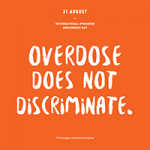 31 AUGUST
INTERNATIONAL OVERDOSE
AWARENESS DAY
OVERDOSE
DOES NOT
DISCRIMINATE.